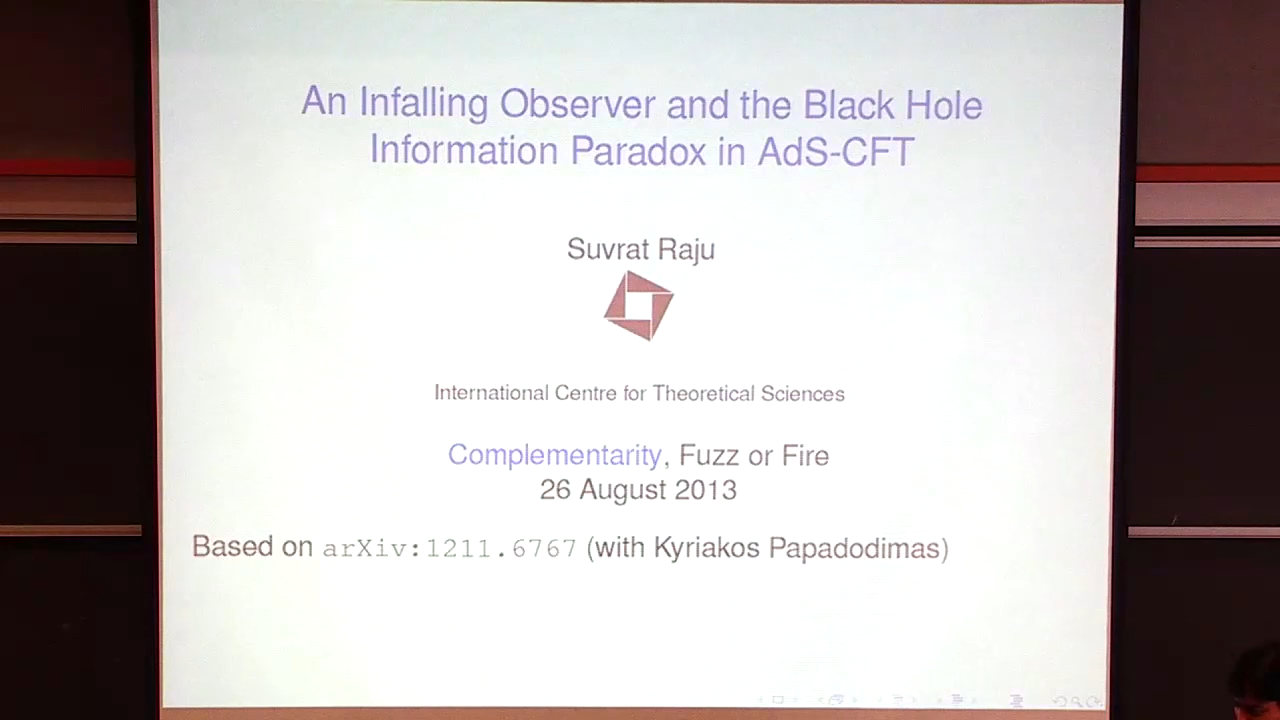 An Infalling Observer and the Black Hole
Information Paradox in AdS-CFT
Suvrat Raju
International Centre for Theoretical Sciences
Complementarity, Fuzz or Fire
26 August 2013
Based on arXiv:1211.6767 (with Kyriakos Papadodimas)